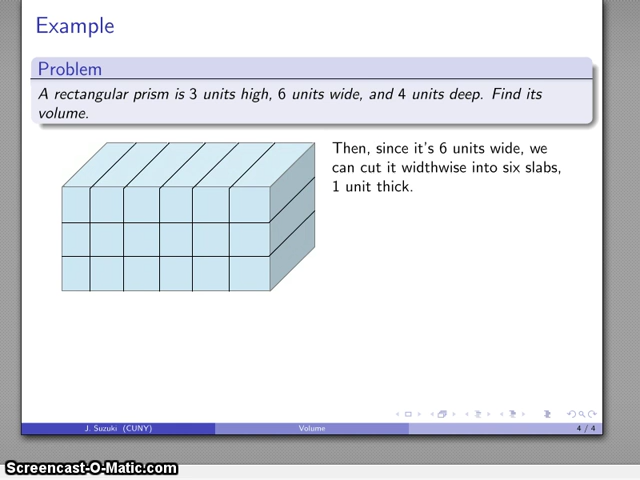 Example
Problem
A rectangular prism is 3 units high, 6 units wide, and 4 units deep. Find its
volume.
Then, since it's 6 units wide, we
can cut it widthwise into six slabs,
1 unit thick.
J. Suzuki (CUNY)
Volume
4 / 4
Screencast-O-Matic.com